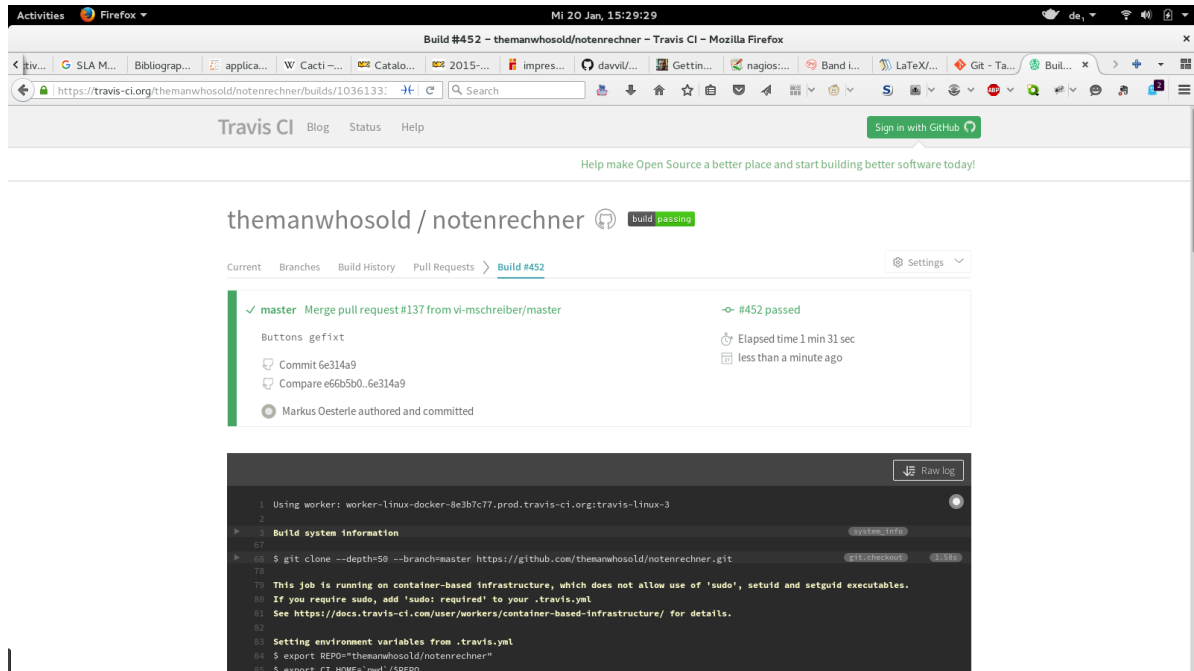 Activities Firefox Mi 20 Jan, 15:29:29 de
Build #452 – themanwhosold/notenrechner – Travis CI – Mozilla Firefox
tiv... SLA M... Bibliograp... applica... Cacti –... Catalo... 2015-... impres... davvil/... Gettin... nagios:... Band i... LaTeX/... Git - Ta... Buil...
https://travis-ci.org/themanwhosold/notenrechner/builds/10361333 Search ABP 2
Travis CI Blog Status Help Sign in with GitHub
Help make Open Source a better place and start building better software today!
themanwhosold / notenrechner build passing
Current Branches Build History Pull Requests Build #452 Settings
master Merge pull request #137 from vi-mschreiber/master #452 passed
Buttons gefixt Elapsed time 1 min 31 sec
Commit 6e314a9 less than a minute ago
Compare e66b5b0..6e314a9
Markus Oesterle authored and committed
Raw log
1 Using worker: worker-linux-docker-8e3b7c77.prod.travis-ci.org:travis-linux-3
2
3 Build system information system_info
67
68 $ git clone --depth=50 --branch=master https://github.com/themanwhosold/notenrechner.git git.checkout 1.58s
78
79 This job is running on container-based infrastructure, which does not allow use of 'sudo', setuid and setguid executables.
80 If you require sudo, add 'sudo: required' to your .travis.yml
81 See https://docs.travis-ci.com/user/workers/container-based-infrastructure/ for details.
82
83 Setting environment variables from .travis.yml
84 $ export REPO="themanwhosold/notenrechner"
85 $ export CI_HOME=`pwd`/$REPO